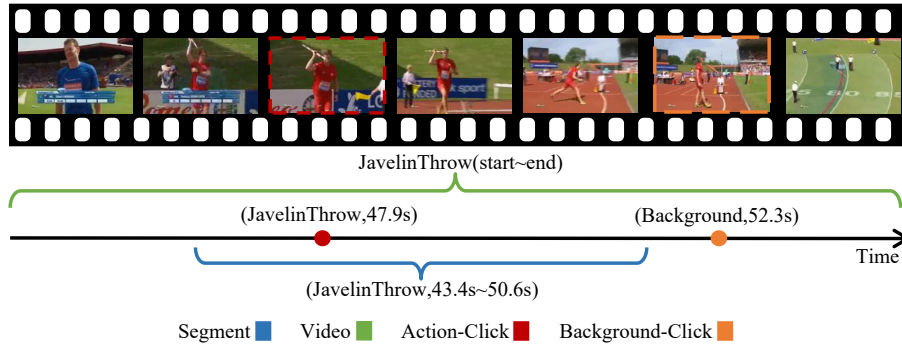 JavelinThrow(start~end)
(JavelinThrow,47.9s)
(Background,52.3s)
Time
(JavelinThrow,43.4s~50.6s)
Segment
Video
Action-Click
Background-Click